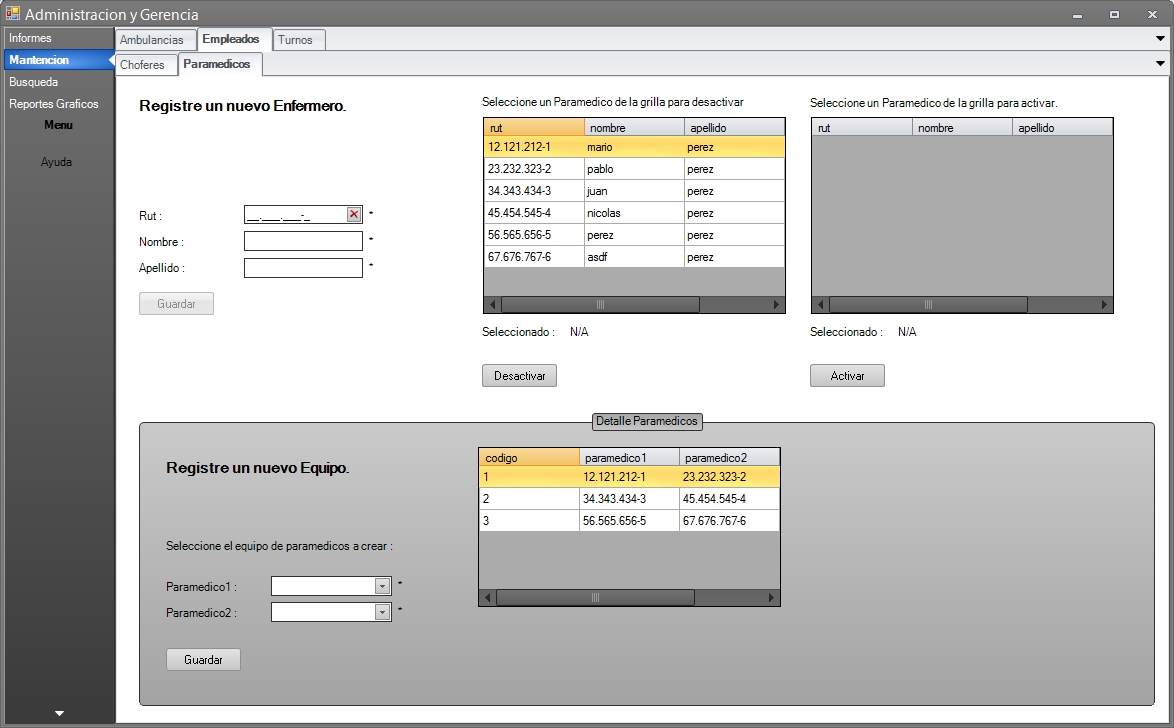 Administracion y Gerencia
Informes
Mantencion
Busqueda
Reportes Graficos
Menu
Ayuda
Ambulancias Empleados Turnos
Choferes Paramedicos
Registre un nuevo Enfermero.
Rut :
__.___.___-_ *
Nombre : *
Apellido : *
Guardar
Seleccione un Paramedico de la grilla para desactivar
rut nombre apellido
12.121.212-1 mario perez
23.232.323-2 pablo perez
34.343.434-3 juan perez
45.454.545-4 nicolas perez
56.565.656-5 perez perez
67.676.767-6 asdf perez
Seleccionado : N/A
Desactivar
Seleccione un Paramedico de la grilla para activar.
rut nombre apellido
Seleccionado : N/A
Activar
Detalle Paramedicos
Registre un nuevo Equipo.
Seleccione el equipo de paramedicos a crear :
Paramedico1 : *
Paramedico2 : *
Guardar
codigo paramedico1 paramedico2
1 12.121.212-1 23.232.323-2
2 34.343.434-3 45.454.545-4
3 56.565.656-5 67.676.767-6